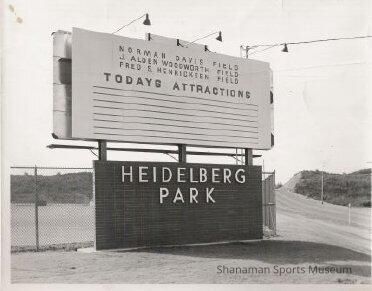 NORMAN DAVIS FIELD
J. ALDEN WOODWORTH FIELD
FRED S. HENRICKSEN FIELD
TODAYS ATTRACTIONS
HEIDELBERG
PARK
Shanaman Sports Museum